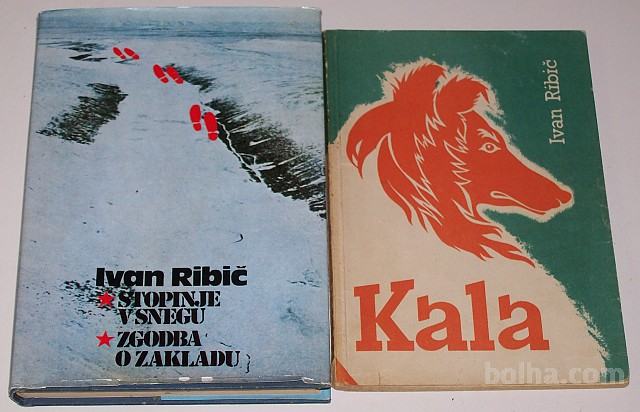 Ivan Ribič
STOPINJE
V SNEGU
ZGODBA
O ZAKLADU
Ivan Ribič
Kala
bolha.com